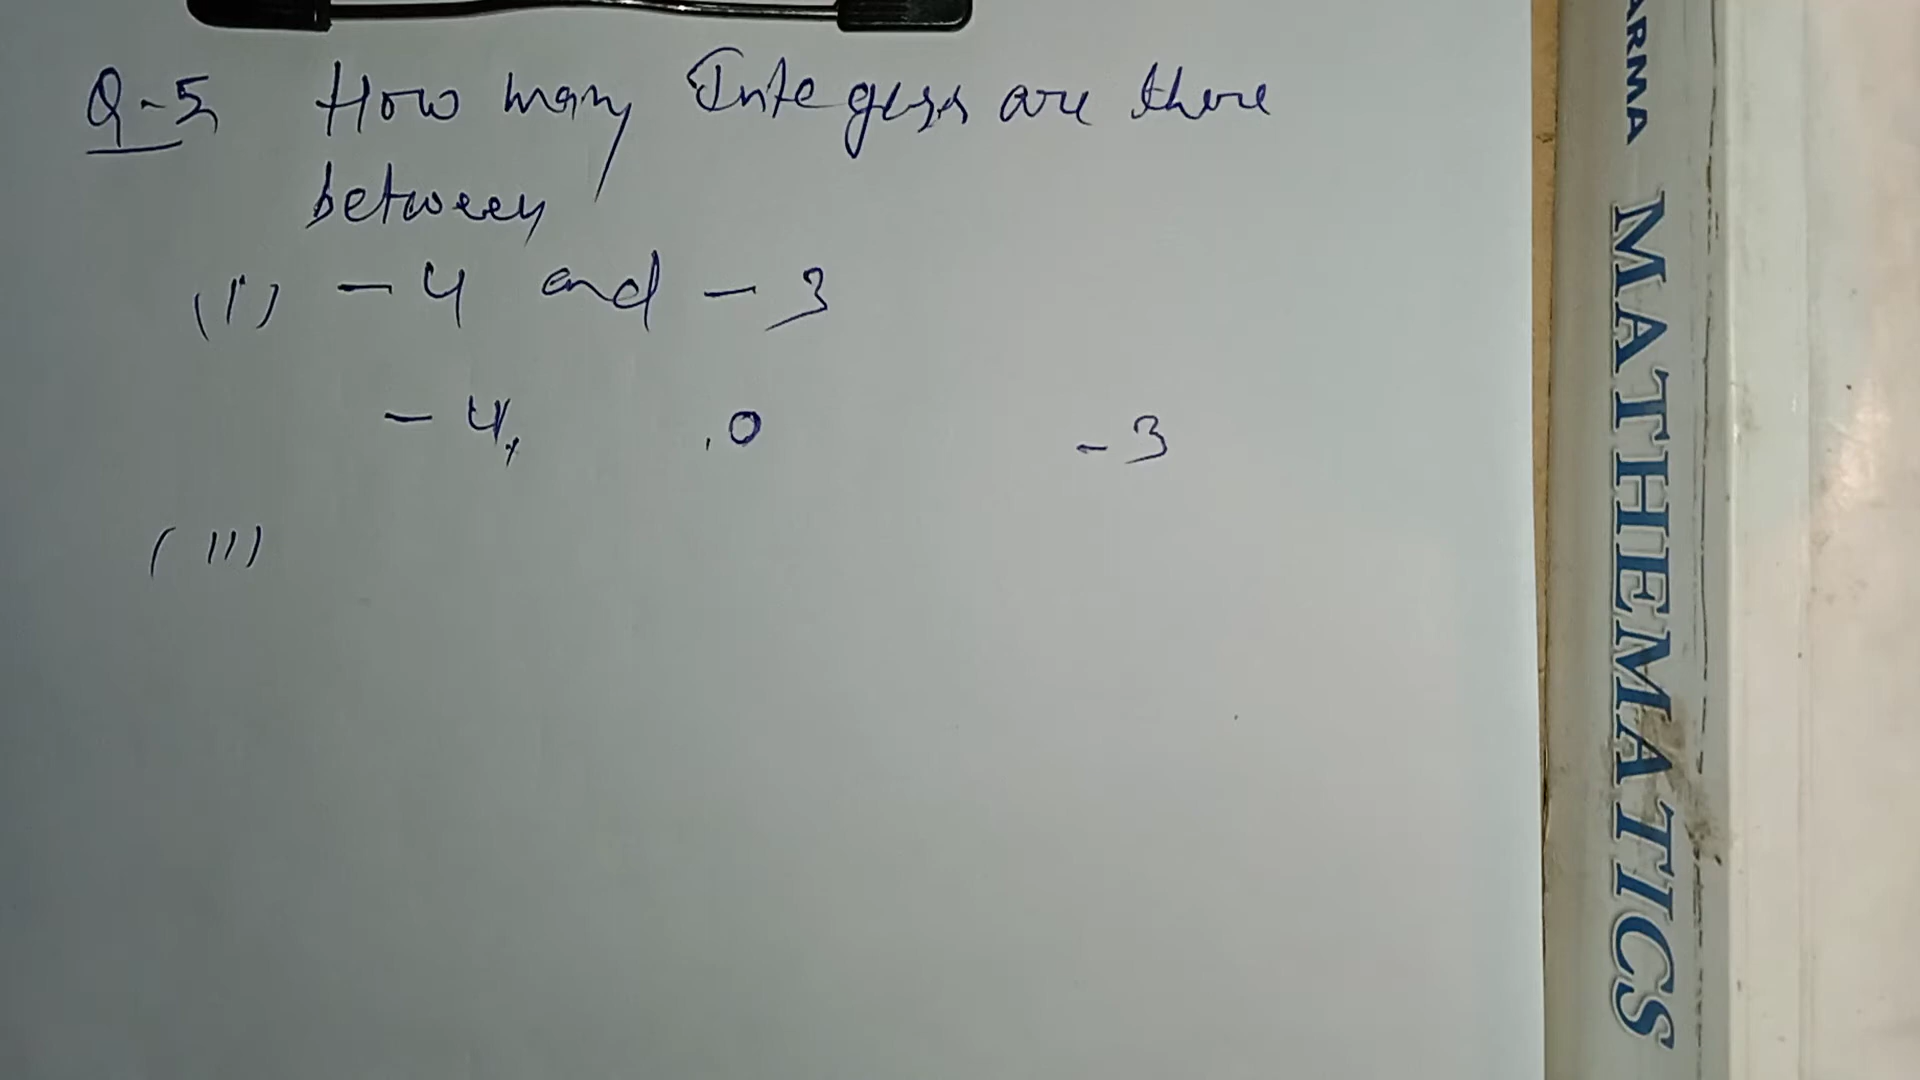 Q-5 How many Integers are there
between
(i) - 4 and - 3
- 4, , 0 - 3
(ii)
ARMA MATHEMATICS